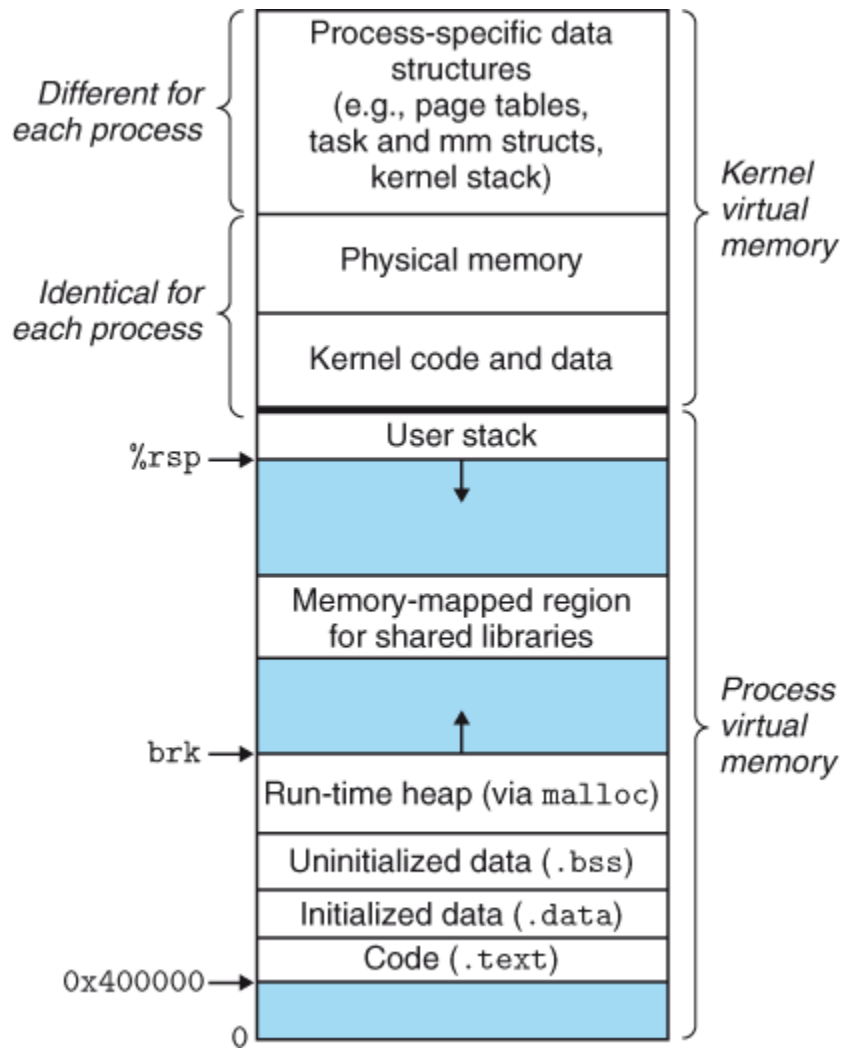 Process-specific data
structures
(e.g., page tables,
task and mm structs,
kernel stack)
Different for
each process
Kernel
virtual
memory
Physical memory
Identical for
each process
Kernel code and data
User stack
%rsp
Memory-mapped region
for shared libraries
Process
virtual
memory
brk
Run-time heap (via malloc)
Uninitialized data (.bss)
Initialized data (.data)
Code (.text)
0x400000
0